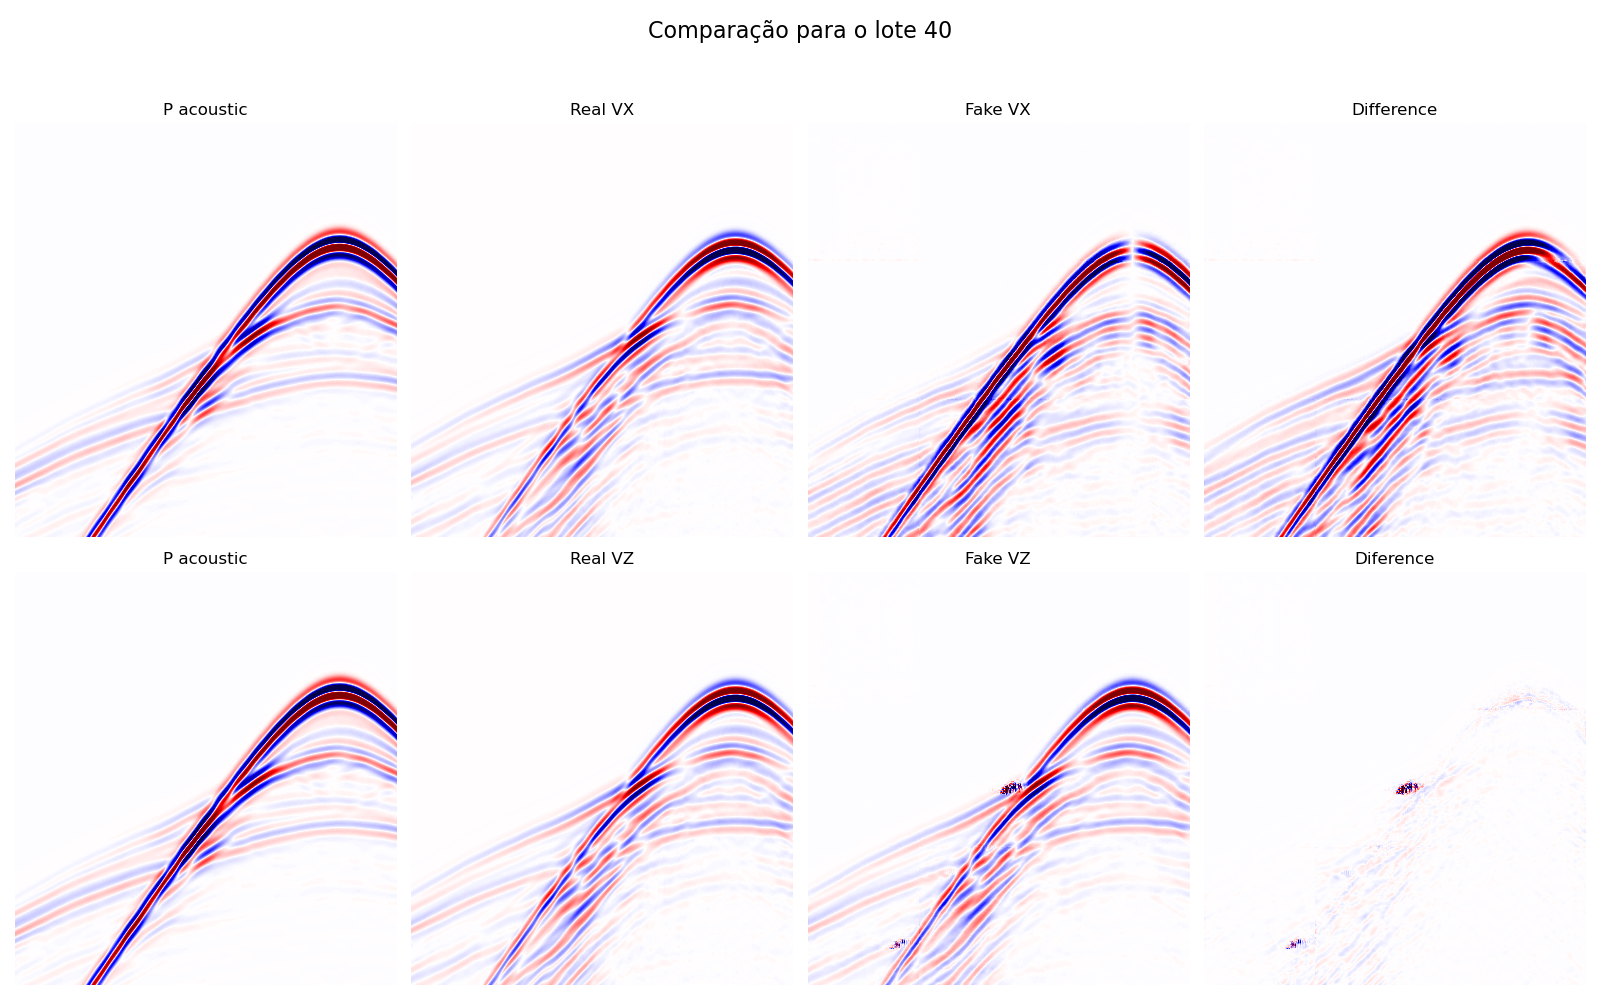 Comparação para o lote 40
P acoustic
Real VX
Fake VX
Difference
P acoustic
Real VZ
Fake VZ
Diference